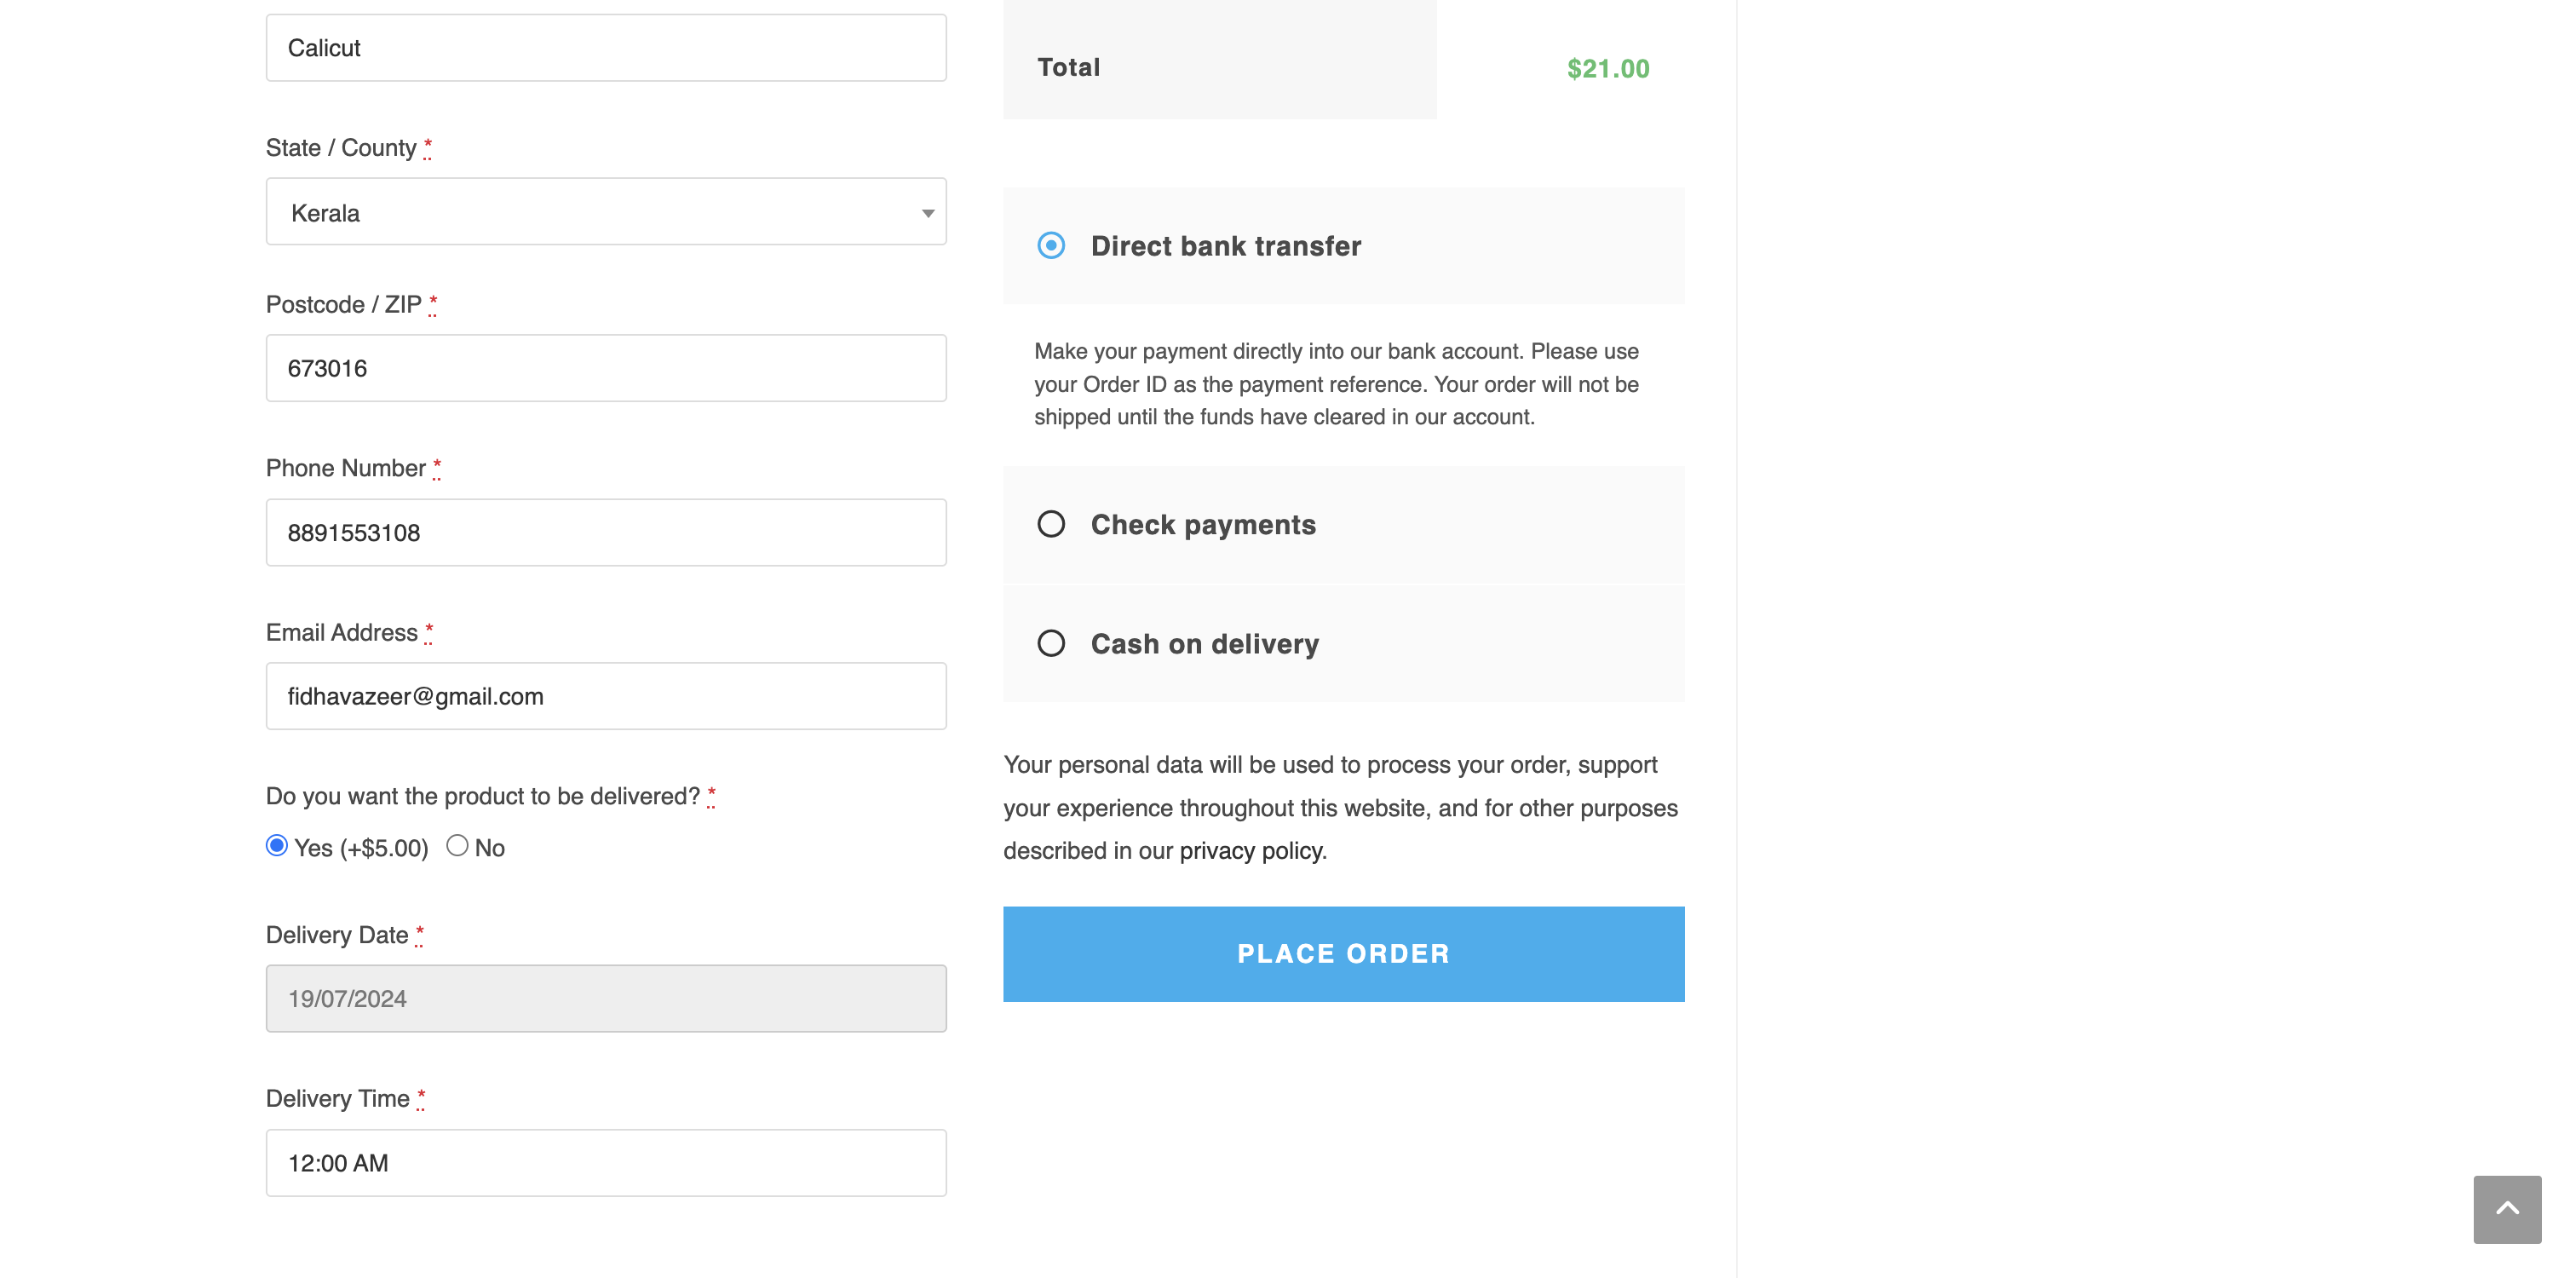 Calicut
State / County *
Kerala
Postcode / ZIP *
673016
Phone Number *
8891553108
Email Address *
fidhavazeer@gmail.com
Do you want the product to be delivered? *
Yes (+$5.00) No
Delivery Date *
19/07/2024
Delivery Time *
12:00 AM
Total $21.00
Direct bank transfer
Make your payment directly into our bank account. Please use
your Order ID as the payment reference. Your order will not be
shipped until the funds have cleared in our account.
Check payments
Cash on delivery
Your personal data will be used to process your order, support
your experience throughout this website, and for other purposes
described in our privacy policy.
PLACE ORDER